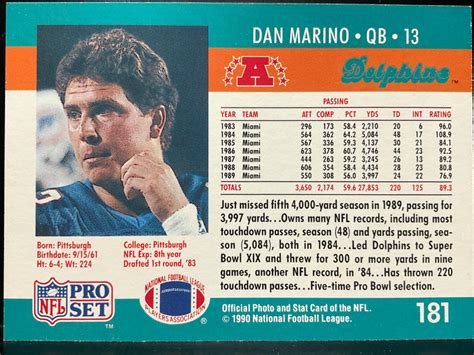 DAN MARINO • QB • 13
A
Dolphins
™
PASSING
YEAR TEAM ATT COMP PCT YDS TD INT RATING
1983 Miami 296 173 58.4 2,210 20 6 96.0
1984 Miami 564 362 64.2 5,084 48 17 108.9
1985 Miami 567 336 59.3 4,137 30 21 84.1
1986 Miami 623 378 60.7 4,746 44 23 92.5
1987 Miami 444 263 59.2 3,245 26 13 89.2
1988 Miami 606 354 58.4 4,434 28 23 80.8
1989 Miami 550 308 56.0 3,997 24 22 76.9
TOTALS 3,650 2,174 59.6 27,853 220 125 89.3
Just missed fifth 4,000-yard season in 1989, passing for
3,997 yards...Owns many NFL records, including most
touchdown passes, season (48) and yards passing, sea-
son (5,084), both in 1984...Led Dolphins to Super
Bowl XIX and threw for 300 or more yards in nine
games, another NFL record, in '84...Has thrown 220
touchdown passes...Five-time Pro Bowl selection.
Born: Pittsburgh
Birthdate: 9/15/61
Ht: 6-4; Wt: 224
College: Pittsburgh
NFL Exp: 8th year
Drafted 1st round, '83
NFL
PRO
SET
™
NATIONAL FOOTBALL LEAGUE
PLAYERS ASSOCIATION
Official Photo and Stat Card of the NFL.
© 1990 National Football League.
181